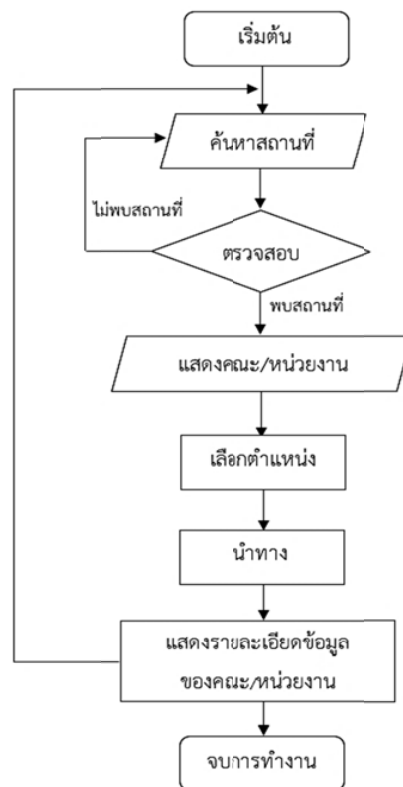 เริ่มต้น
ค้นหาสถานที่
ไม่พบสถานที่
ตรวจสอบ
พบสถานที่
แสดงคณะ/หน่วยงาน
เลือกตำแหน่ง
นำทาง
แสดงรายละเอียดข้อมูล
ของคณะ/หน่วยงาน
จบการทำงาน